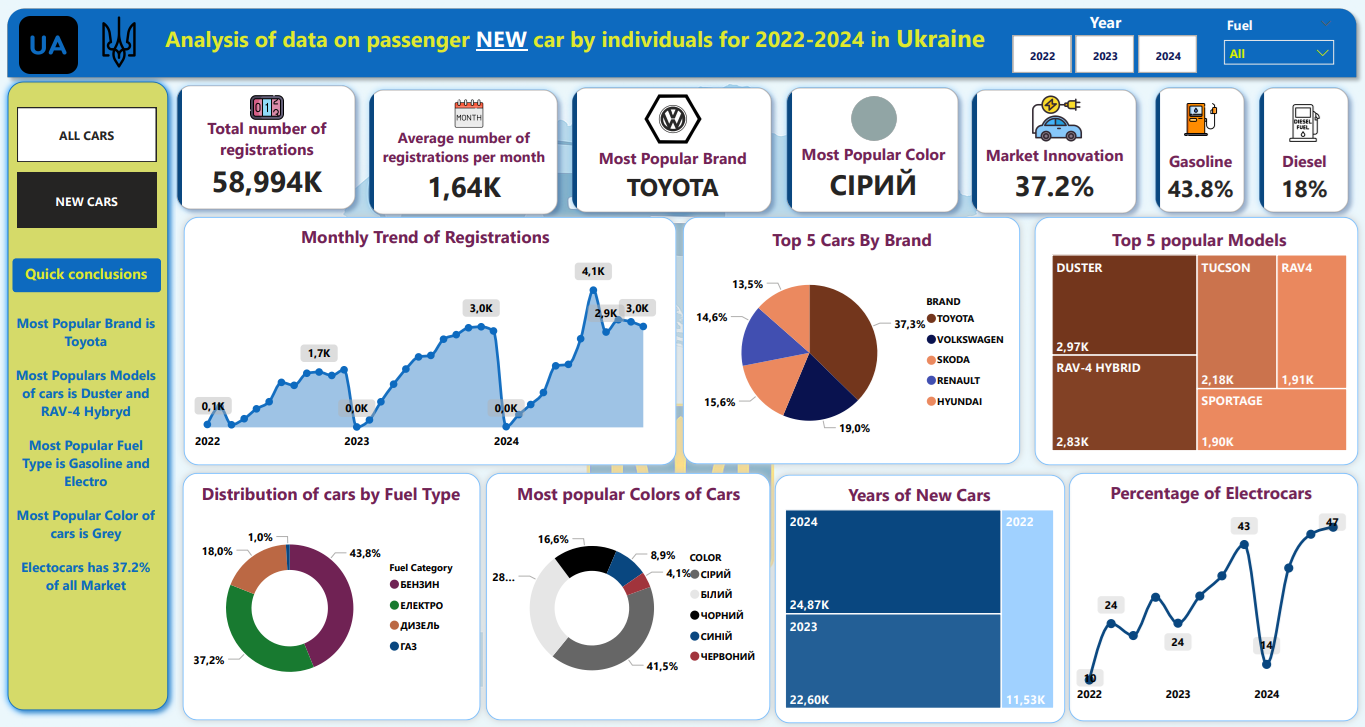 UA
Analysis of data on passenger NEW car by individuals for 2022-2024 in Ukraine
Year
2022
2023
2024
Fuel
All
ALL CARS
NEW CARS
Quick conclusions
Most Popular Brand is
Toyota
Most Populars Models
of cars is Duster and
RAV-4 Hybryd
Most Popular Fuel
Type is Gasoline and
Electro
Most Popular Color of
cars is Grey
Electocars has 37.2%
of all Market
Total number of
registrations
58,994K
MONTH
Average number of
registrations per month
1,64K
Most Popular Brand
TOYOTA
Most Popular Color
СІРИЙ
Market Innovation
37.2%
Gasoline
43.8%
DIESEL
FUEL
Diesel
18%
Monthly Trend of Registrations
0,1K
1,7K
0,0K
3,0K
0,0K
4,1K
2,9K
3,0K
2022
2023
2024
Top 5 Cars By Brand
13,5%
14,6%
15,6%
37,3%
19,0%
BRAND
TOYOTA
VOLKSWAGEN
SKODA
RENAULT
HYUNDAI
Top 5 popular Models
DUSTER
2,97K
RAV-4 HYBRID
2,83K
TUCSON
2,18K
RAV4
1,91K
SPORTAGE
1,90K
Distribution of cars by Fuel Type
1,0%
18,0%
43,8%
37,2%
Fuel Category
БЕНЗИН
ЕЛЕКТРО
ДИЗЕЛЬ
ГАЗ
Most popular Colors of Cars
16,6%
8,9%
4,1%
28...
41,5%
COLOR
СІРИЙ
БІЛИЙ
ЧОРНИЙ
СИНІЙ
ЧЕРВОНИЙ
Years of New Cars
2024
24,87K
2023
22,60K
2022
11,53K
Percentage of Electrocars
10
24
24
43
14
47
2022
2023
2024